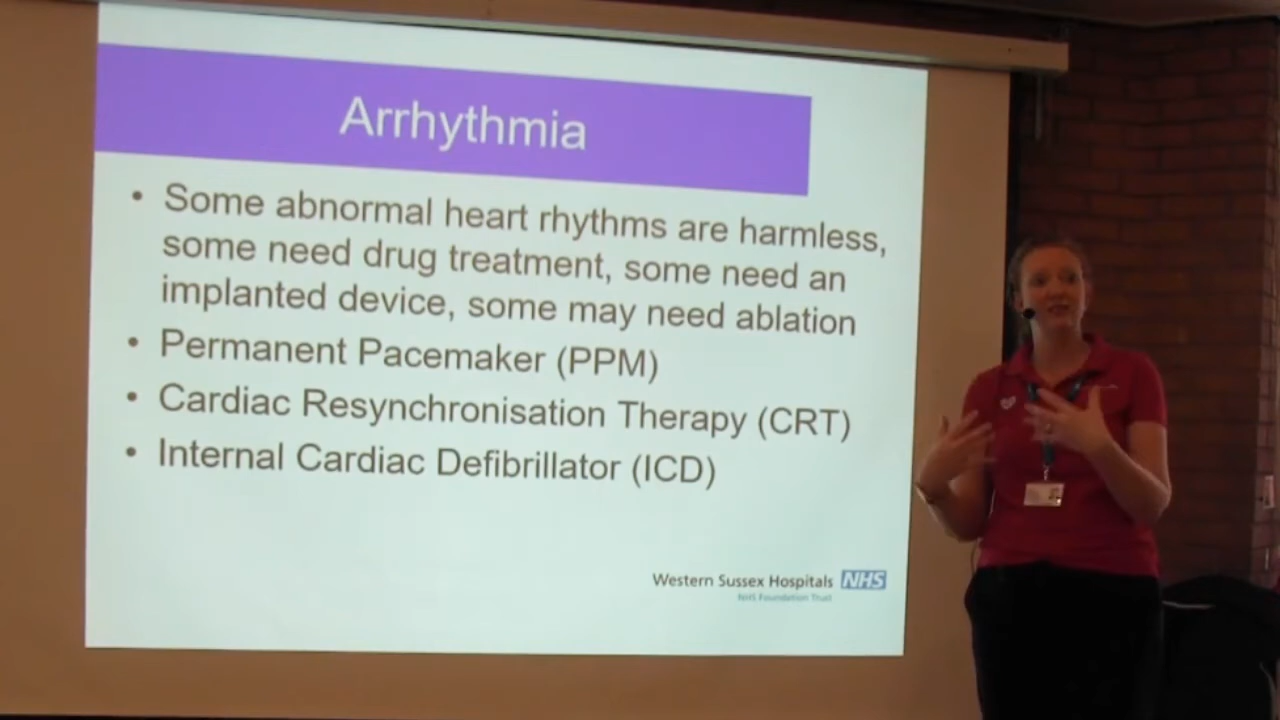 Arrhythmia
• Some abnormal heart rhythms are harmless,
some need drug treatment, some need an
implanted device, some may need ablation
• Permanent Pacemaker (PPM)
• Cardiac Resynchronisation Therapy (CRT)
• Internal Cardiac Defibrillator (ICD)
Western Sussex Hospitals NHS
NHS Foundation Trust